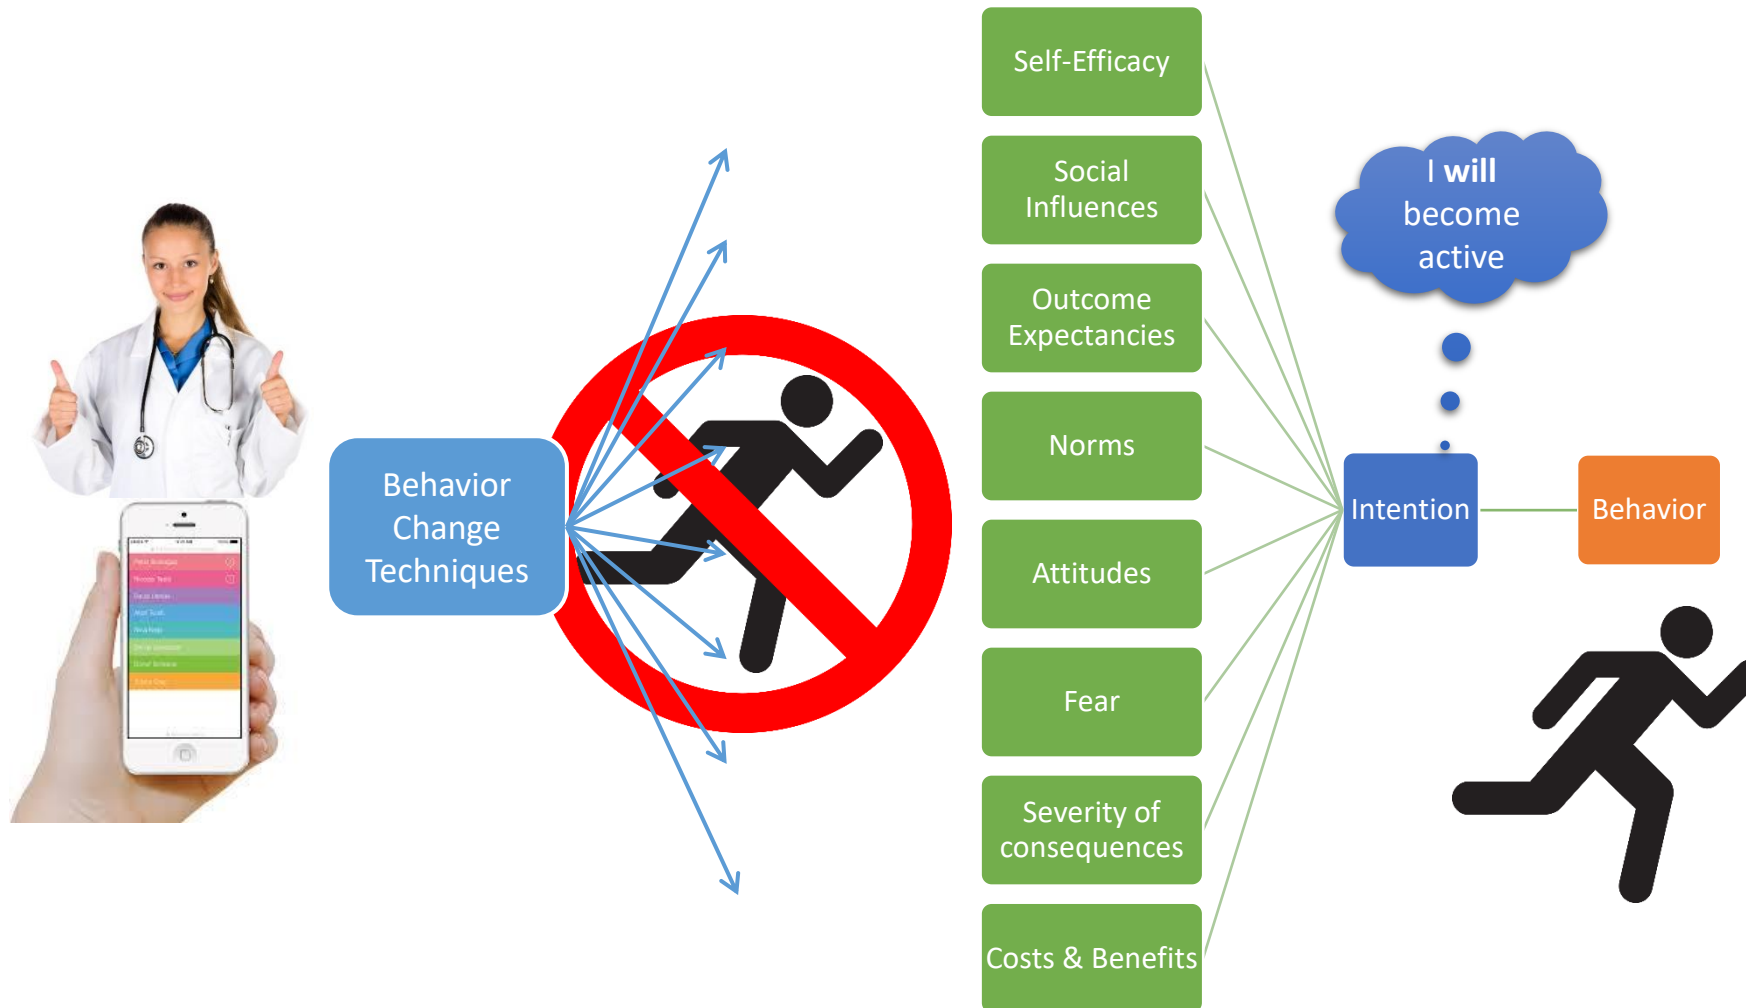 Self-Efficacy
Social
Influences
Outcome
Expectancies
Norms
Attitudes
Fear
Severity of
consequences
Costs & Benefits
Behavior
Change
Techniques
I will
become
active
Intention
Behavior